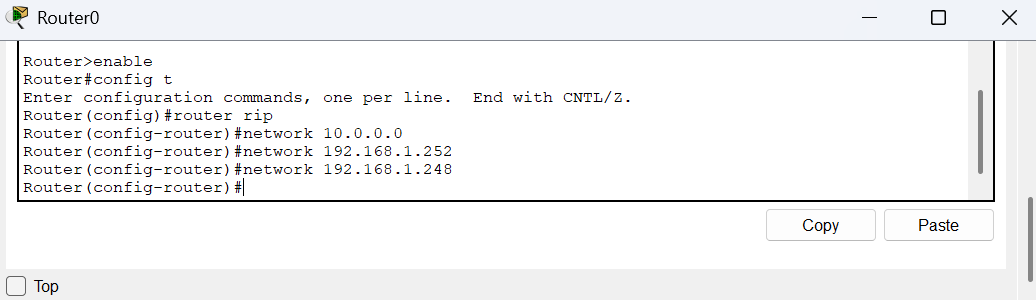 Router0
Router>enable
Router#config t
Enter configuration commands, one per line.  End with CNTL/Z.
Router(config)#router rip
Router(config-router)#network 10.0.0.0
Router(config-router)#network 192.168.1.252
Router(config-router)#network 192.168.1.248
Router(config-router)#
Copy
Paste
Top